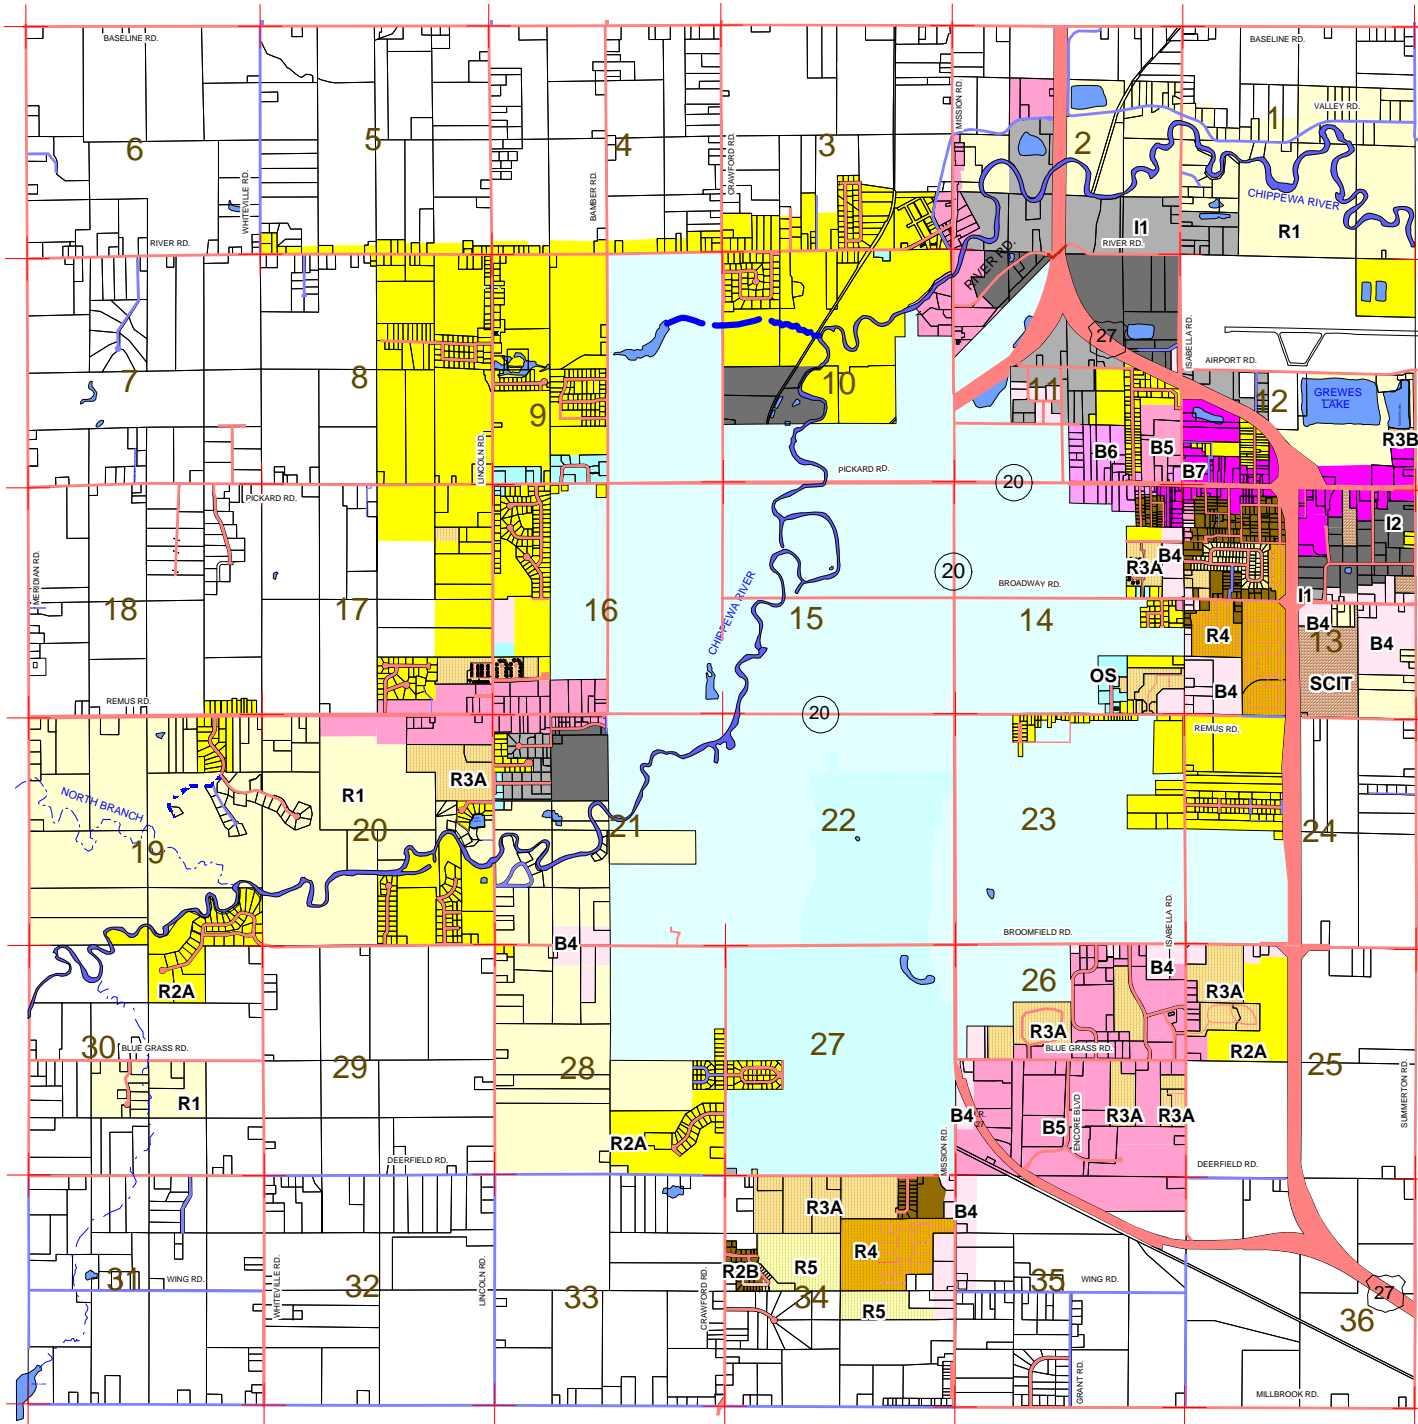 BASELINE RD.
BASELINE RD.
MISSION RD.
VALLEY RD.
1
2
3
4
5
6
CRAWFORD RD.
BAMBER RD.
WHITEVILLE RD.
CHIPPEWA RIVER
I1
R1
RIVER RD.
RIVER RD.
RIVER RD.
27
ISABELLA RD.
AIRPORT RD.
7
8
9
10
11
12
GREWES
LAKE
R3B
LINCOLN RD.
B6
B5
B7
PICKARD RD.
PICKARD RD.
20
I2
MERIDIAN RD.
B4
R3A
20
BROADWAY RD.
CHIPPEWA RIVER
I1
18
17
16
15
14
B4
13
R4
B4
OS
SCIT
B4
REMUS RD.
20
REMUS RD.
R3A
R1
NORTH BRANCH
19
20
21
22
23
24
ISABELLA RD.
BROOMFIELD RD.
B4
B4
R2A
26
R3A
R3A
30
BLUE GRASS RD.
29
28
27
BLUE GRASS RD.
R2A
25
SUMMERTON RD.
R1
B4
R3A
R3A
ENCORE BLVD
B5
R2A
DEERFIELD RD.
MISSION RD.
DEERFIELD RD.
R3A
B4
R4
R5
R2B
31
WING RD.
WHITEVILLE RD.
32
LINCOLN RD.
33
CRAWFORD RD.
34
R5
35
WING RD.
27
36
GRANT RD.
MILLBROOK RD.